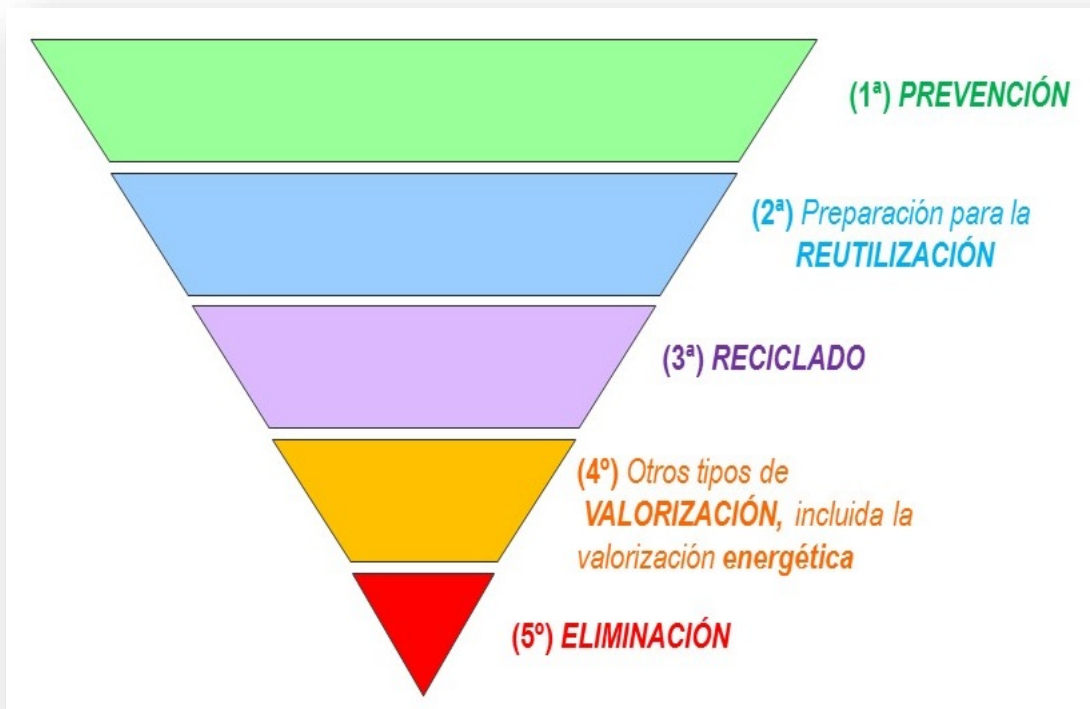 (1ª) PREVENCIÓN
(2ª) Preparación para la
REUTILIZACIÓN
(3ª) RECICLADO
(4º) Otros tipos de
VALORIZACIÓN, incluida la
valorización energética
(5º) ELIMINACIÓN